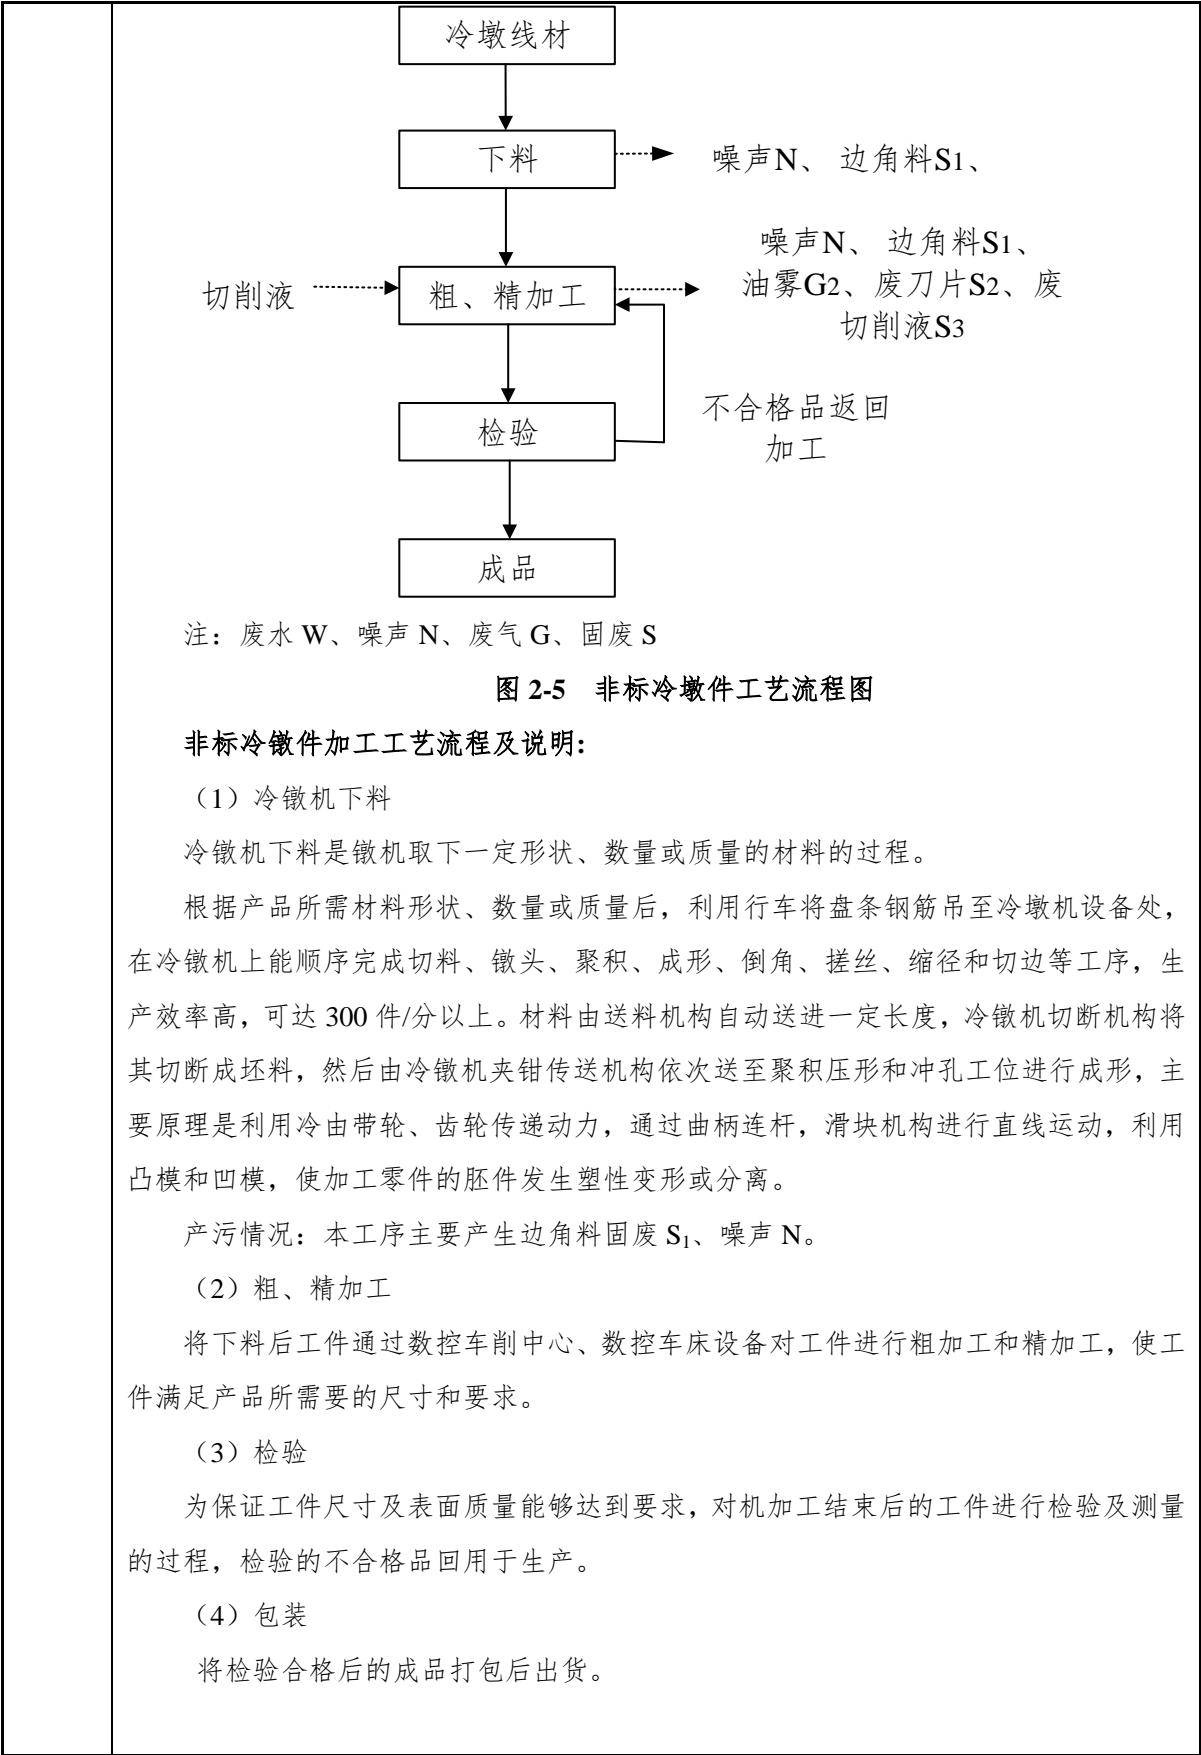 冷墩线材
下料
噪声N、 边角料S1、
噪声N、 边角料S1、
切削液
粗、精加工
油雾G2、废刀片S2、废
切削液S3
不合格品返回
检验
加工
成品
注：废水 W、噪声 N、废气 G、固废 S
图 2-5 非标冷墩件工艺流程图
非标冷镦件加工工艺流程及说明：
（1）冷镦机下料
冷镦机下料是镦机取下一定形状、数量或质量的材料的过程。
根据产品所需材料形状、数量或质量后，利用行车将盘条钢筋吊至冷墩机设备处，
在冷镦机上能顺序完成切料、镦头、聚积、成形、倒角、搓丝、缩径和切边等工序，生
产效率高，可达 300 件/分以上。材料由送料机构自动送进一定长度，冷镦机切断机构将
其切断成坯料，然后由冷镦机夹钳传送机构依次送至聚积压形和冲孔工位进行成形，主
要原理是利用冷由带轮、齿轮传递动力，通过曲柄连杆，滑块机构进行直线运动，利用
凸模和凹模，使加工零件的胚件发生塑性变形或分离。
产污情况：本工序主要产生边角料固废 S₁、噪声 N。
（2）粗、精加工
将下料后工件通过数控车削中心、数控车床设备对工件进行粗加工和精加工，使工
件满足产品所需要的尺寸和要求。
（3）检验
为保证工件尺寸及表面质量能够达到要求，对机加工结束后的工件进行检验及测量
的过程，检验的不合格品回用于生产。
（4）包装
将检验合格后的成品打包后出货。